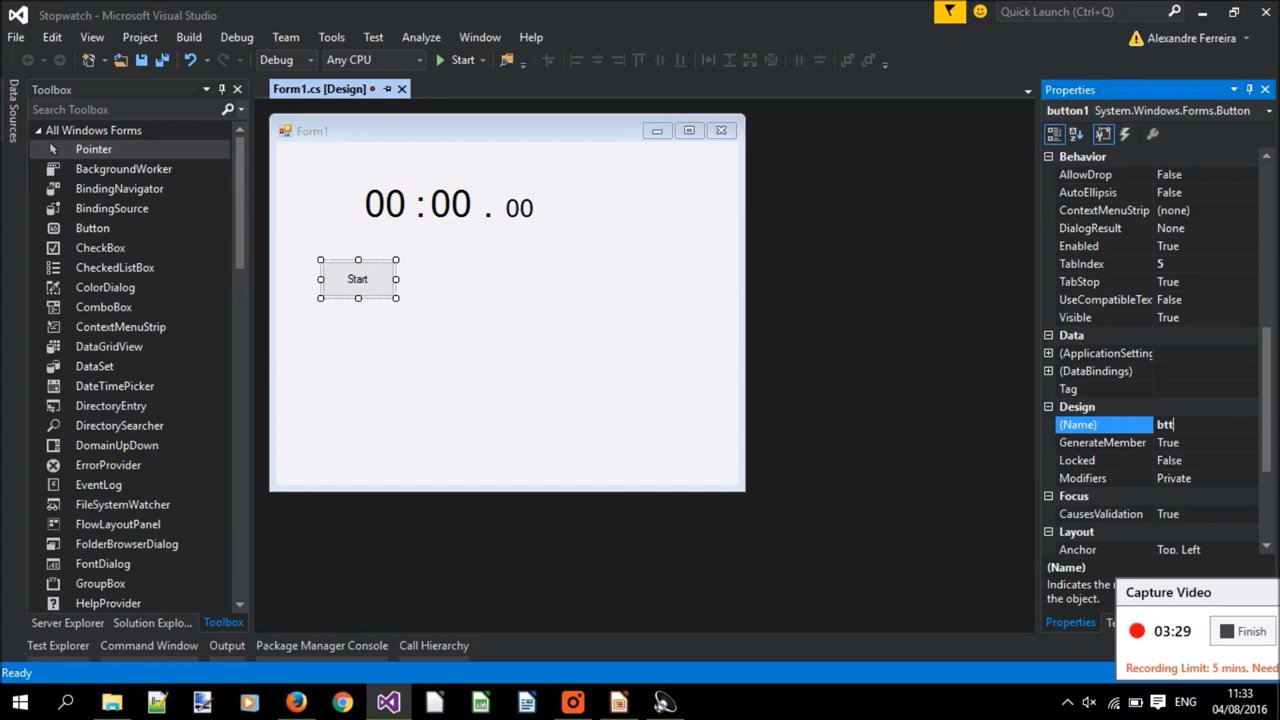 Stopwatch - Microsoft Visual Studio
Quick Launch (Ctrl+Q)
File Edit View Project Build Debug Team Tools Test Analyze Window Help
Alexandre Ferreira
Debug Any CPU Start
Data Sources
Toolbox
Search Toolbox
All Windows Forms
Pointer
BackgroundWorker
BindingNavigator
BindingSource
Button
CheckBox
CheckedListBox
ColorDialog
ComboBox
ContextMenuStrip
DataGridView
DataSet
DateTimePicker
DirectoryEntry
DirectorySearcher
DomainUpDown
ErrorProvider
EventLog
FileSystemWatcher
FlowLayoutPanel
FolderBrowserDialog
FontDialog
GroupBox
HelpProvider
Server Explorer Solution Explo... Toolbox
Form1.cs [Design]
Form1
00 :00 . 00
Start
Properties
button1 System.Windows.Forms.Button
Behavior
AllowDrop False
AutoEllipsis False
ContextMenuStrip (none)
DialogResult None
Enabled True
TabIndex 5
TabStop True
UseCompatibleTex False
Visible True
Data
(ApplicationSetting
(DataBindings)
Tag
Design
(Name) btt
GenerateMember True
Locked False
Modifiers Private
Focus
CausesValidation True
Layout
Anchor Top, Left
(Name)
Indicates the
the object.
Properties
Capture Video
03:29 Finish
Recording Limit: 5 mins. Need
Test Explorer Command Window Output Package Manager Console Call Hierarchy
Ready
ENG
11:33
04/08/2016